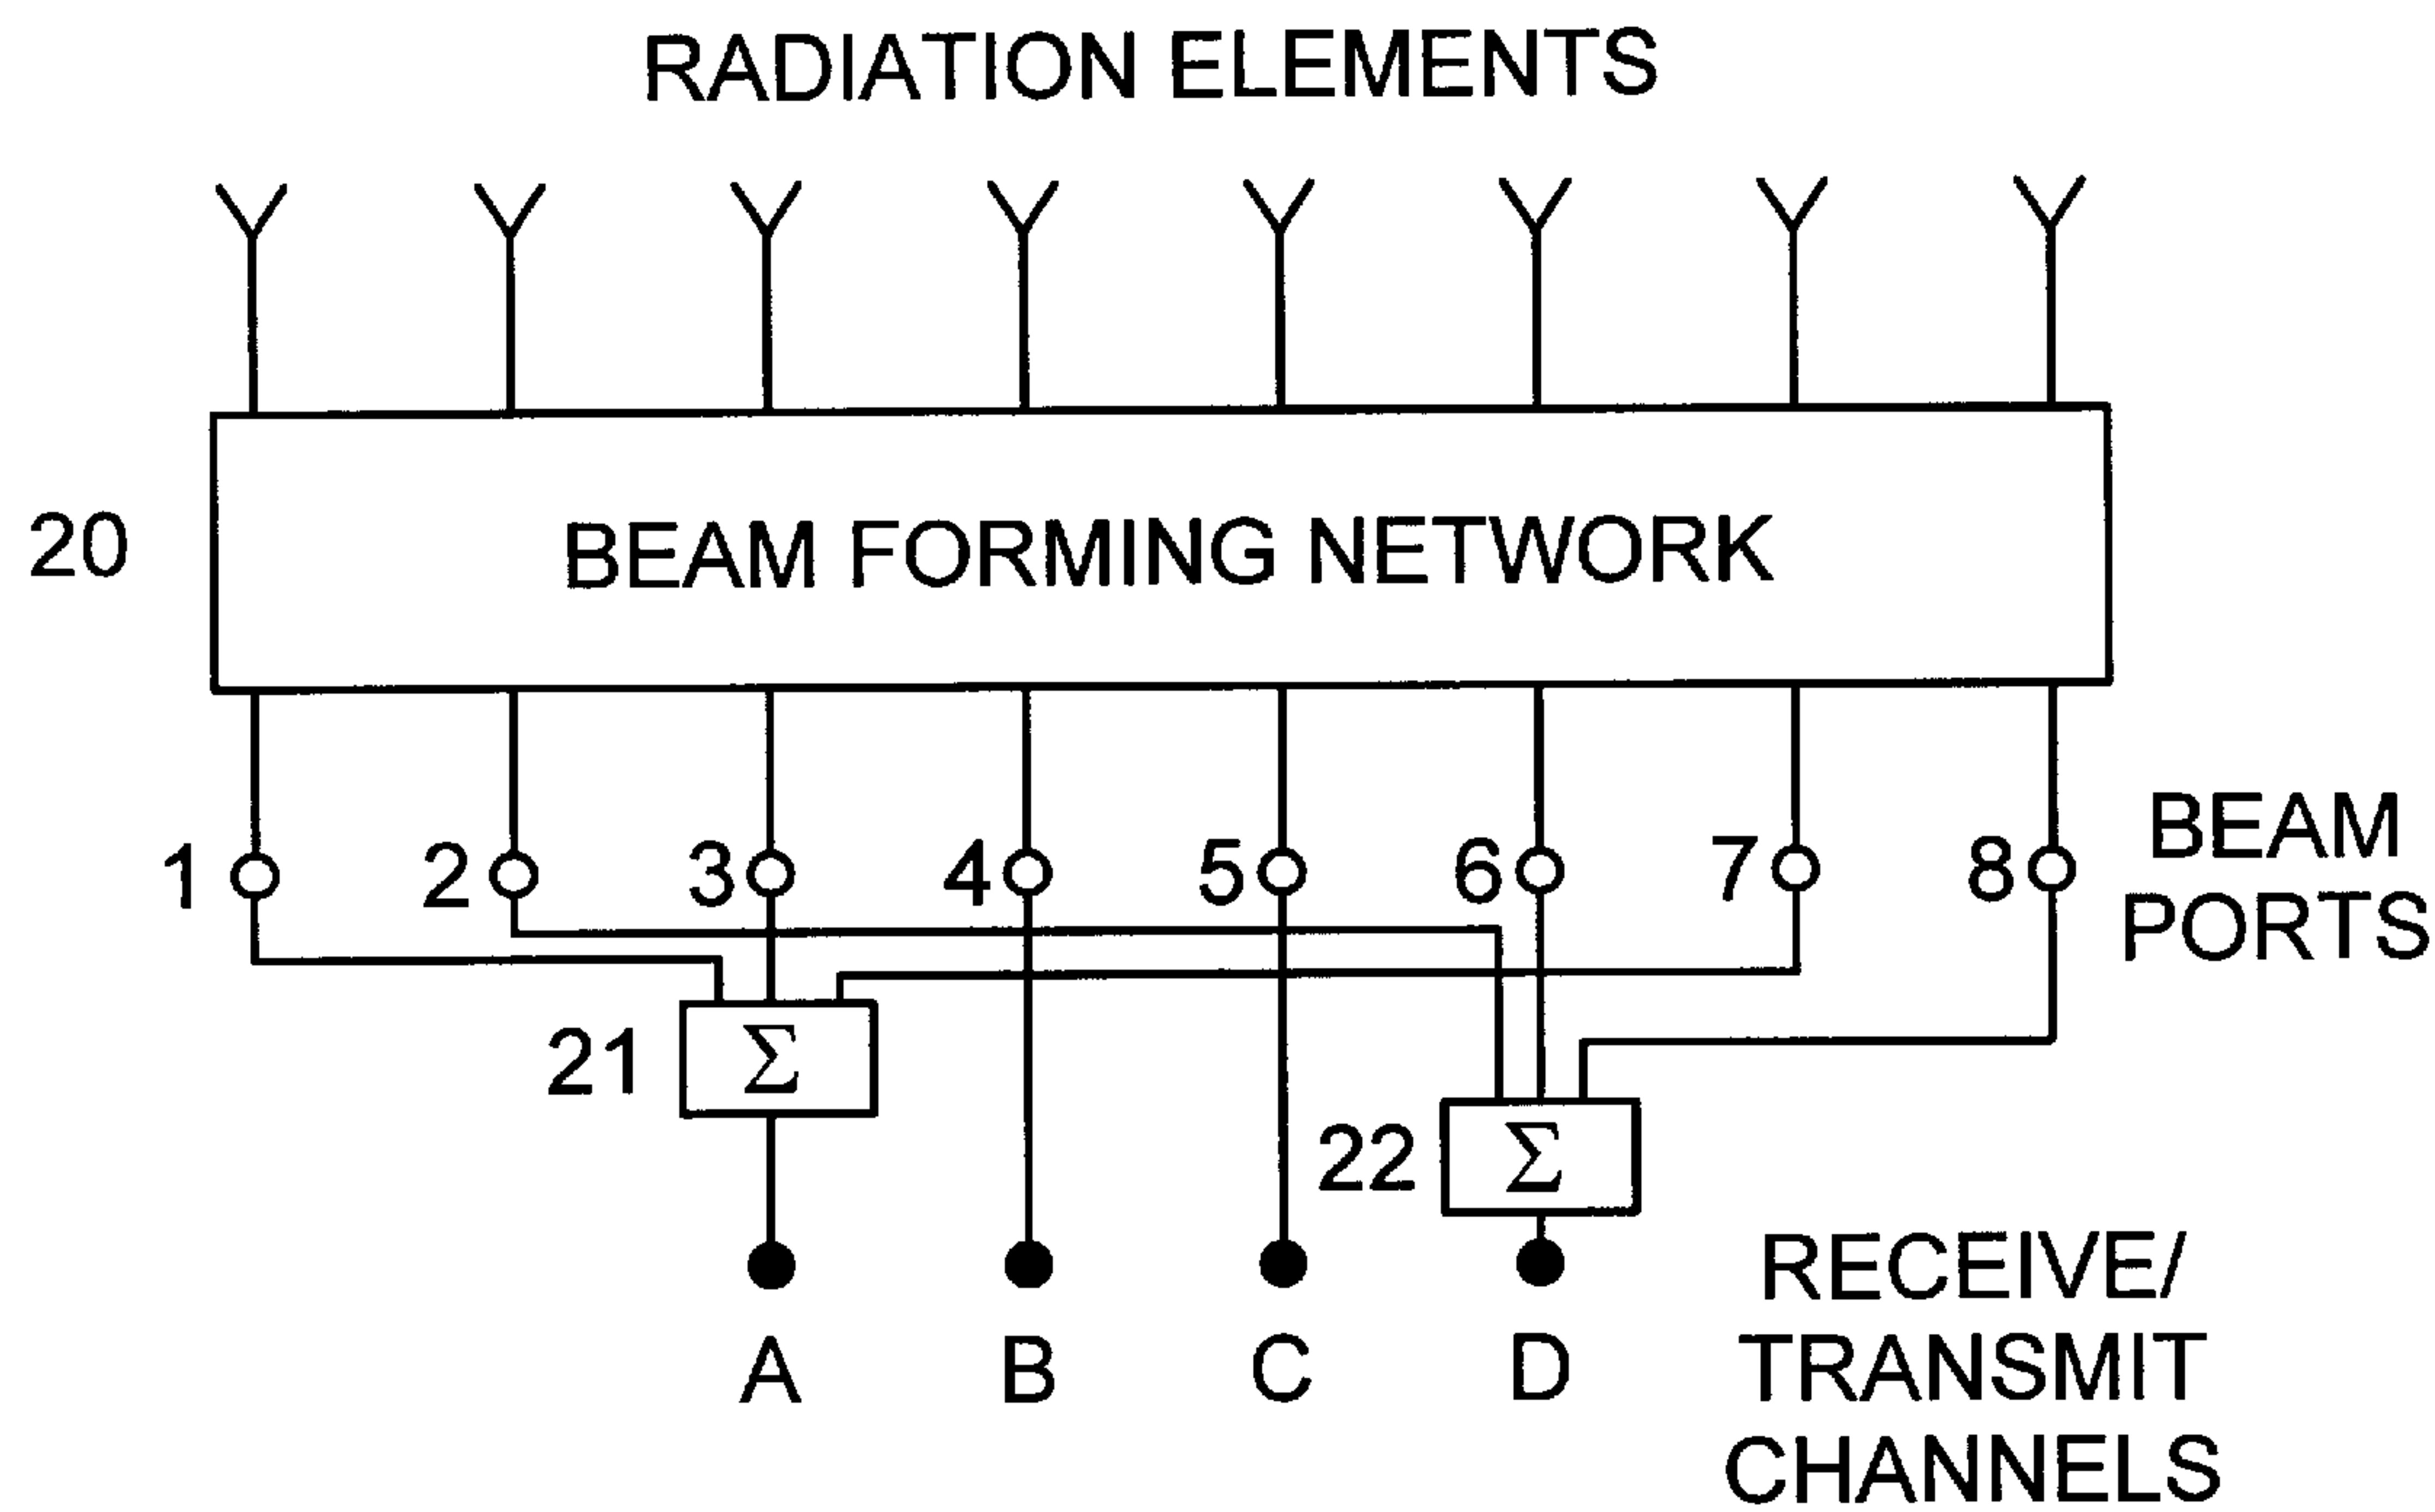 RADIATION ELEMENTS
20
BEAM FORMING NETWORK
1 2 3 4 5 6 7 8
BEAM
PORTS
21
Σ
22
Σ
A B C D
RECEIVE/
TRANSMIT
CHANNELS